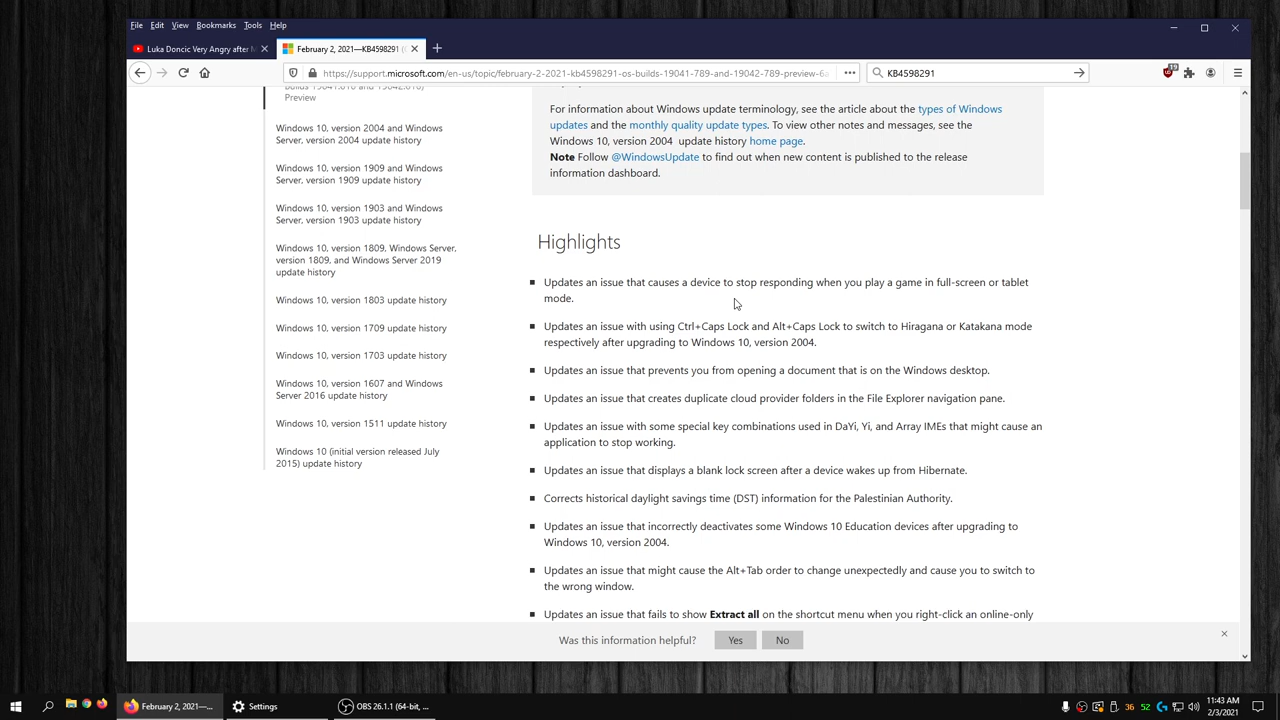 File Edit View Bookmarks Tools Help
Luka Doncic Very Angry after
February 2, 2021—KB4598291 (
https://support.microsoft.com/en-us/topic/february-2-2021-kb4598291-os-builds-19041-789-and-19042-789-preview-6a
KB4598291
19
Preview
Windows 10, version 2004 and Windows
Server, version 2004 update history
Windows 10, version 1909 and Windows
Server, version 1909 update history
Windows 10, version 1903 and Windows
Server, version 1903 update history
Windows 10, version 1809, Windows Server,
version 1809, and Windows Server 2019
update history
Windows 10, version 1803 update history
Windows 10, version 1709 update history
Windows 10, version 1703 update history
Windows 10, version 1607 and Windows
Server 2016 update history
Windows 10, version 1511 update history
Windows 10 (initial version released July
2015) update history
For information about Windows update terminology, see the article about the types of Windows
updates and the monthly quality update types. To view other notes and messages, see the
Windows 10, version 2004 update history home page.
Note Follow @WindowsUpdate to find out when new content is published to the release
information dashboard.
Highlights
Updates an issue that causes a device to stop responding when you play a game in full-screen or tablet
mode.
Updates an issue with using Ctrl+Caps Lock and Alt+Caps Lock to switch to Hiragana or Katakana mode
respectively after upgrading to Windows 10, version 2004.
Updates an issue that prevents you from opening a document that is on the Windows desktop.
Updates an issue that creates duplicate cloud provider folders in the File Explorer navigation pane.
Updates an issue with some special key combinations used in DaYi, Yi, and Array IMEs that might cause an
application to stop working.
Updates an issue that displays a blank lock screen after a device wakes up from Hibernate.
Corrects historical daylight savings time (DST) information for the Palestinian Authority.
Updates an issue that incorrectly deactivates some Windows 10 Education devices after upgrading to
Windows 10, version 2004.
Updates an issue that might cause the Alt+Tab order to change unexpectedly and cause you to switch to
the wrong window.
Updates an issue that fails to show Extract all on the shortcut menu when you right-click an online-only
Was this information helpful? Yes No
February 2, 2021—...
Settings
OBS 26.1.1 (64-bit, ...
36 52
11:43 AM
2/3/2021